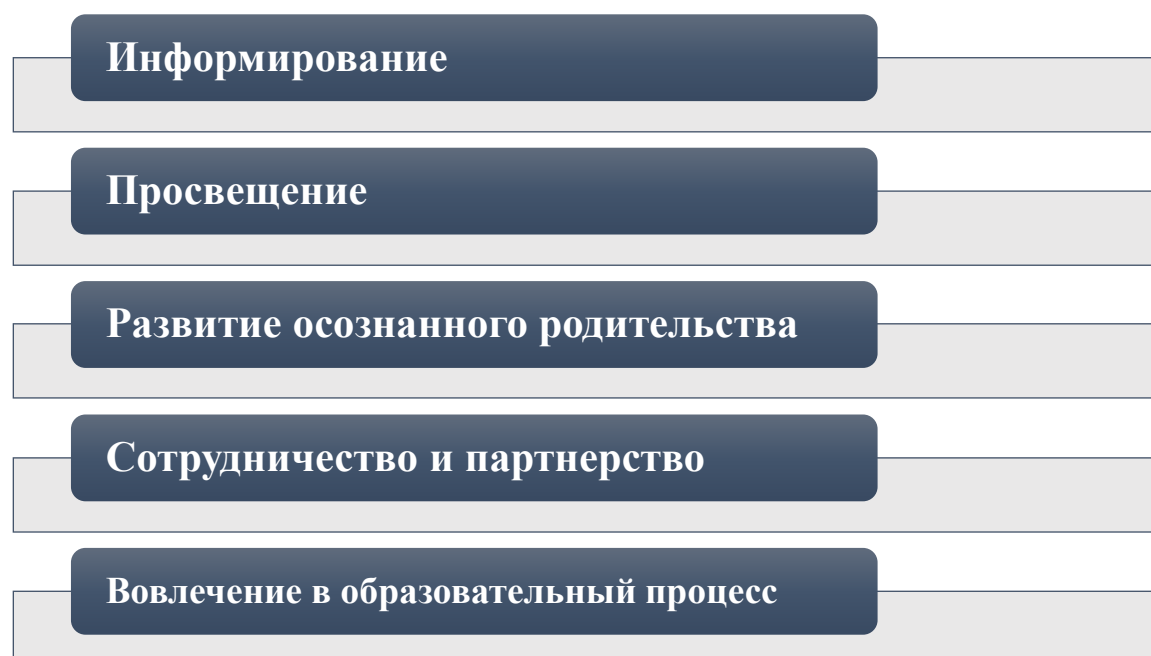 Информирование
Просвещение
Развитие осознанного родительства
Сотрудничество и партнерство
Вовлечение в образовательный процесс